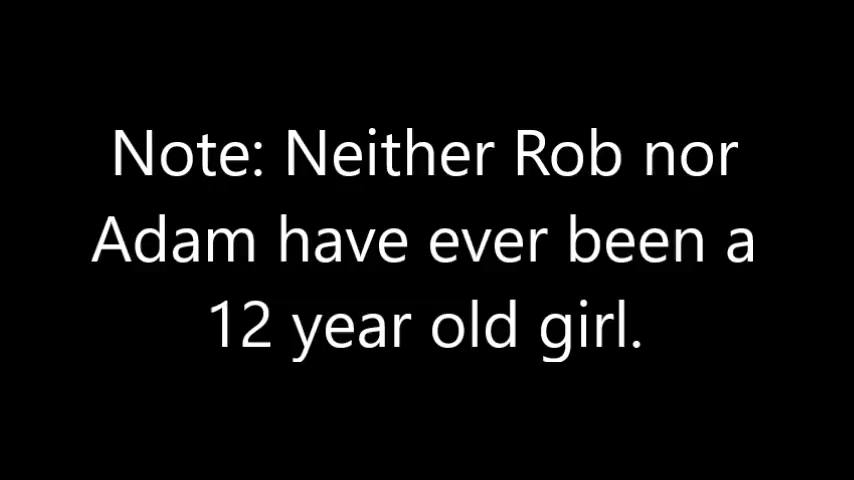 Note: Neither Rob nor
Adam have ever been a
12 year old girl.